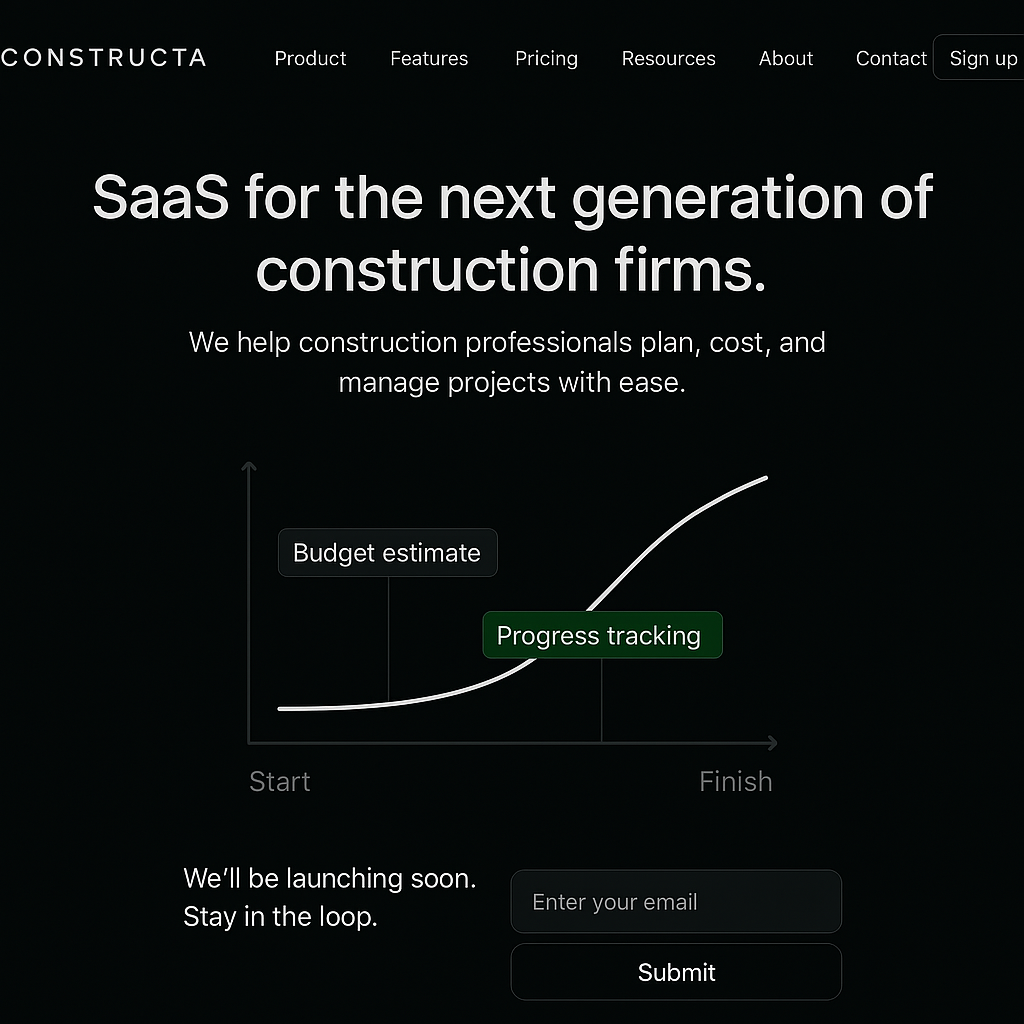 CONSTRUCTA
Product
Features
Pricing
Resources
About
Contact
Sign up
SaaS for the next generation of
construction firms.
We help construction professionals plan, cost, and
manage projects with ease.
Budget estimate
Progress tracking
Start
Finish
We’ll be launching soon.
Stay in the loop.
Enter your email
Submit